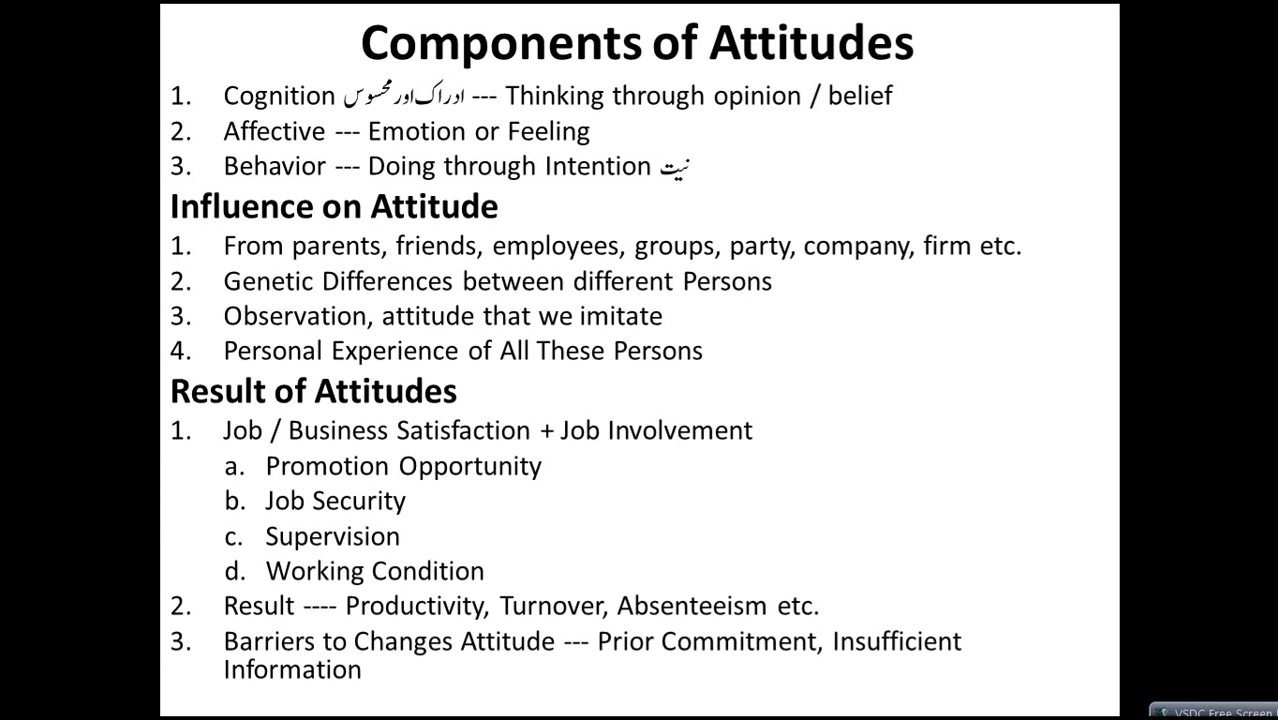 Components of Attitudes
1. Cognition ادراک اور محسوس --- Thinking through opinion / belief
2. Affective --- Emotion or Feeling
3. Behavior --- Doing through Intention نیت
Influence on Attitude
1. From parents, friends, employees, groups, party, company, firm etc.
2. Genetic Differences between different Persons
3. Observation, attitude that we imitate
4. Personal Experience of All These Persons
Result of Attitudes
1. Job / Business Satisfaction + Job Involvement
a. Promotion Opportunity
b. Job Security
c. Supervision
d. Working Condition
2. Result ---- Productivity, Turnover, Absenteeism etc.
3. Barriers to Changes Attitude --- Prior Commitment, Insufficient
Information
VSDC Free Screen